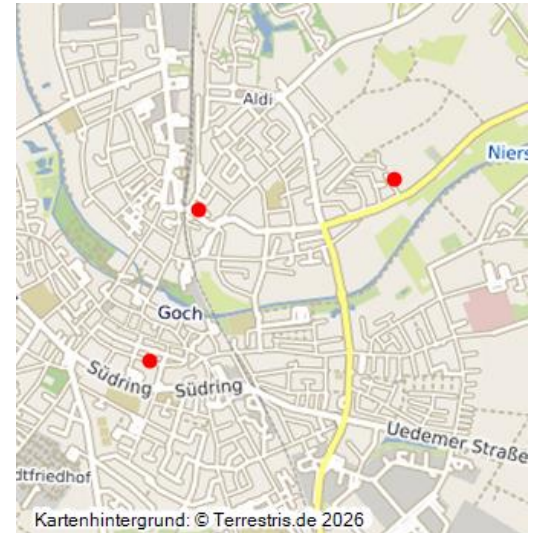 Aldi
Niers
Goch
Südring
Südring
Uedemer Straße
dtfriedhof
Kartenhintergrund: © Terrestris.de 2026